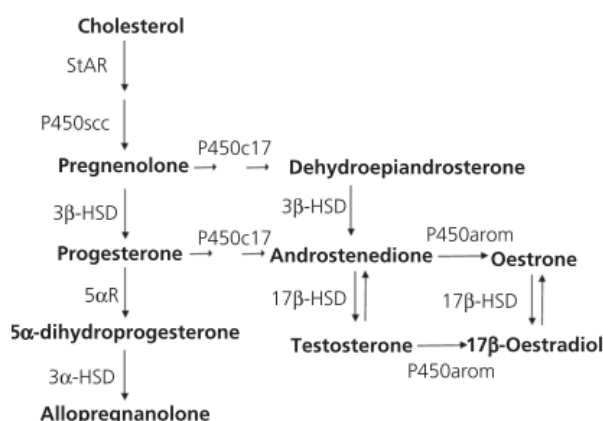 Cholesterol
StAR
P450scc
P450c17
Pregnenolone Dehydroepiandrosterone
3β-HSD 3β-HSD
P450c17 P450arom
Progesterone Androstenedione Oestrone
5αR 17β-HSD 17β-HSD
5α-dihydroprogesterone
Testosterone 17β-Oestradiol
P450arom
3α-HSD
Allopregnanolone